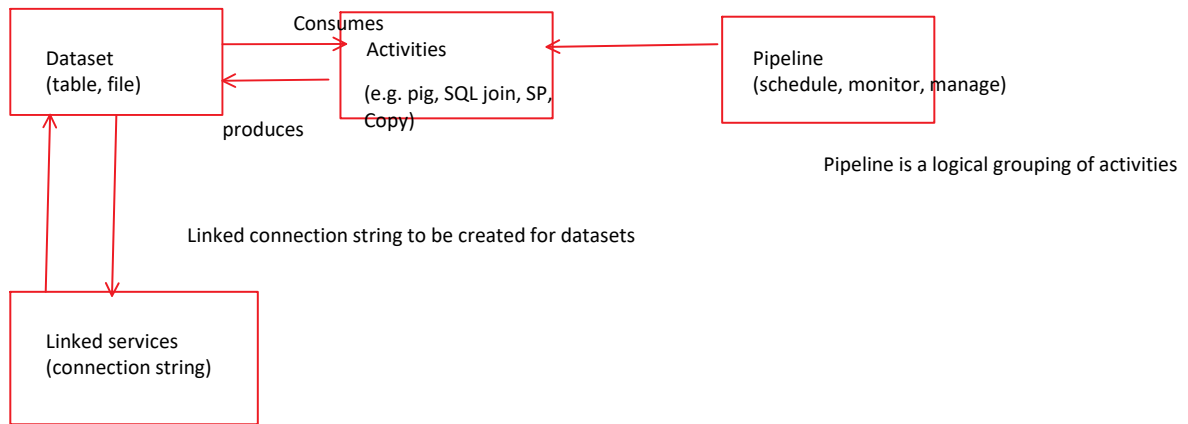 Consumes
Dataset
(table, file)
Activities
(e.g. pig, SQL join, SP,
Copy)
Pipeline
(schedule, monitor, manage)
produces
Pipeline is a logical grouping of activities
Linked connection string to be created for datasets
Linked services
(connection string)